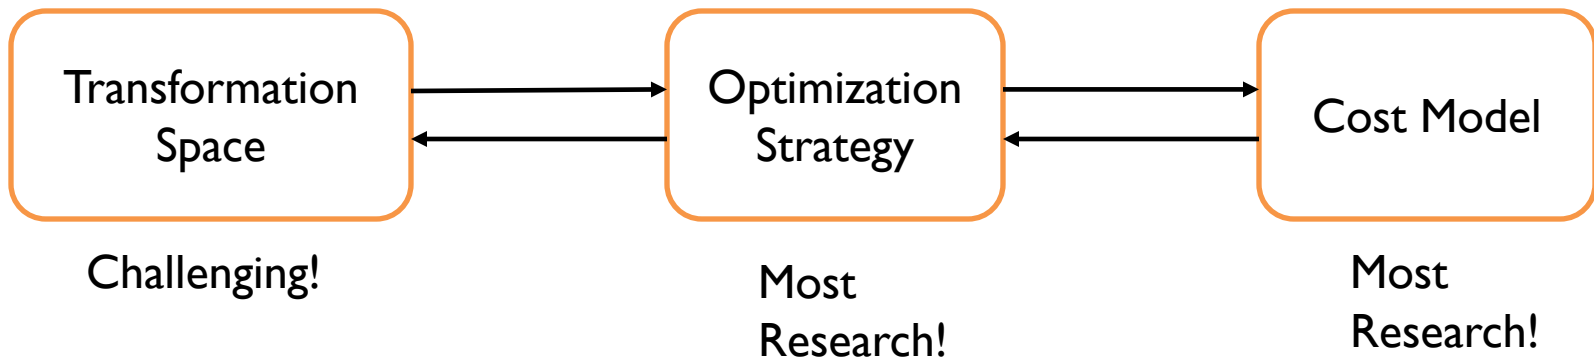 Transformation
Space
Optimization
Strategy
Cost Model
Challenging!
Most
Research!
Most
Research!